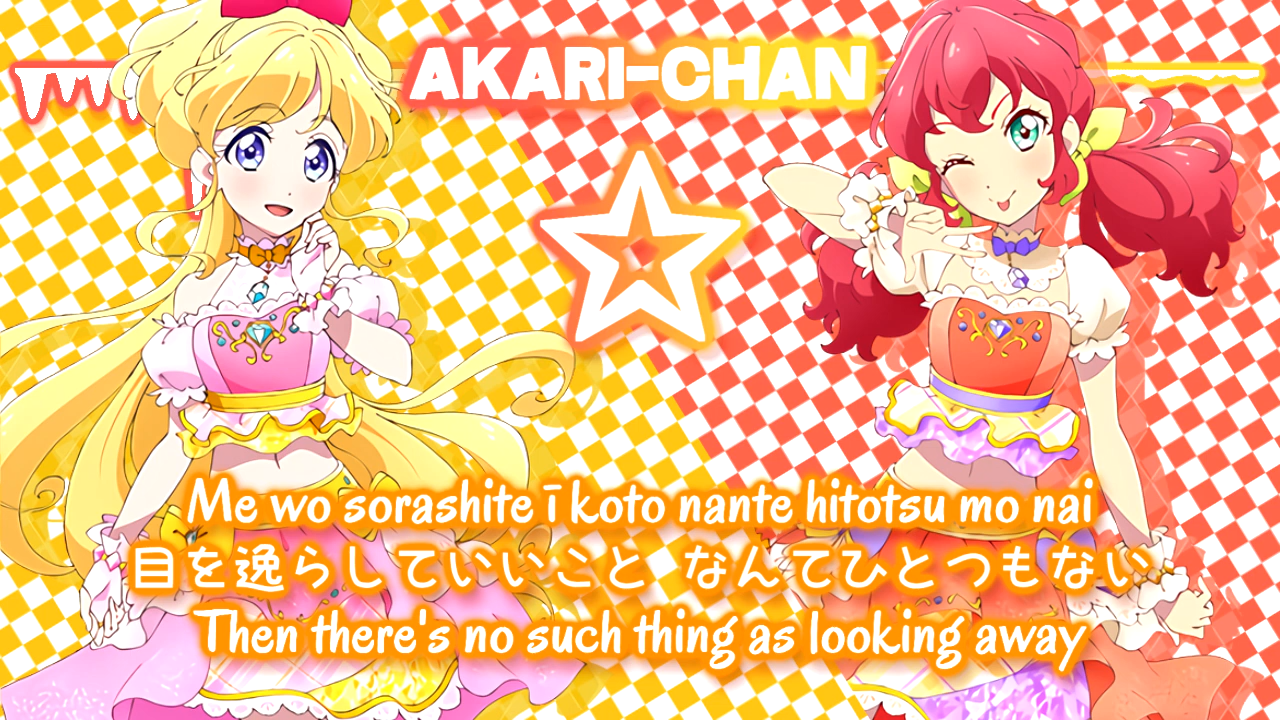 AKARI-CHAN
Me wo sorashite ī koto nante hitotsu mo nai
目を逸らしていいこと なんてひとつもない
Then there's no such thing as looking away